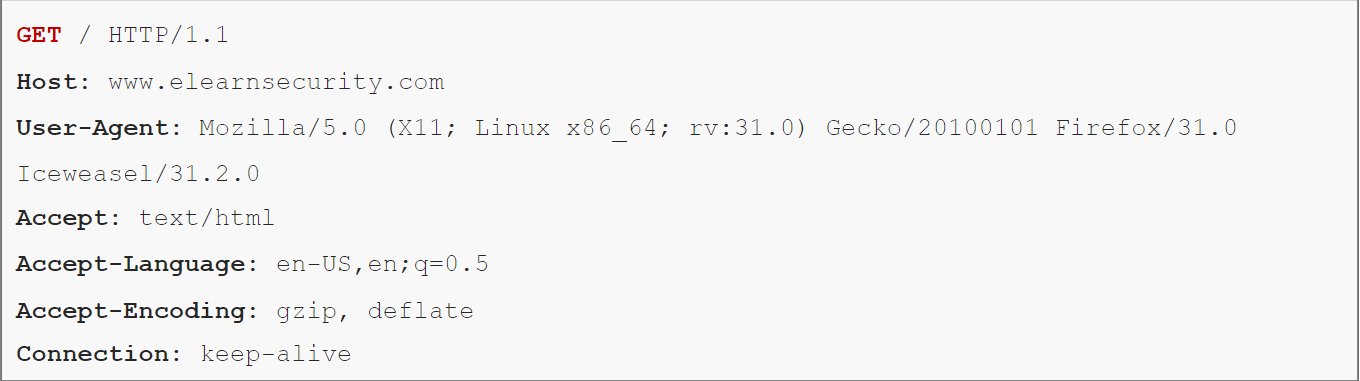 GET / HTTP/1.1
Host: www.elearnsecurity.com
User-Agent: Mozilla/5.0 (X11; Linux x86_64; rv:31.0) Gecko/20100101 Firefox/31.0
Iceweasel/31.2.0
Accept: text/html
Accept-Language: en-US,en;q=0.5
Accept-Encoding: gzip, deflate
Connection: keep-alive